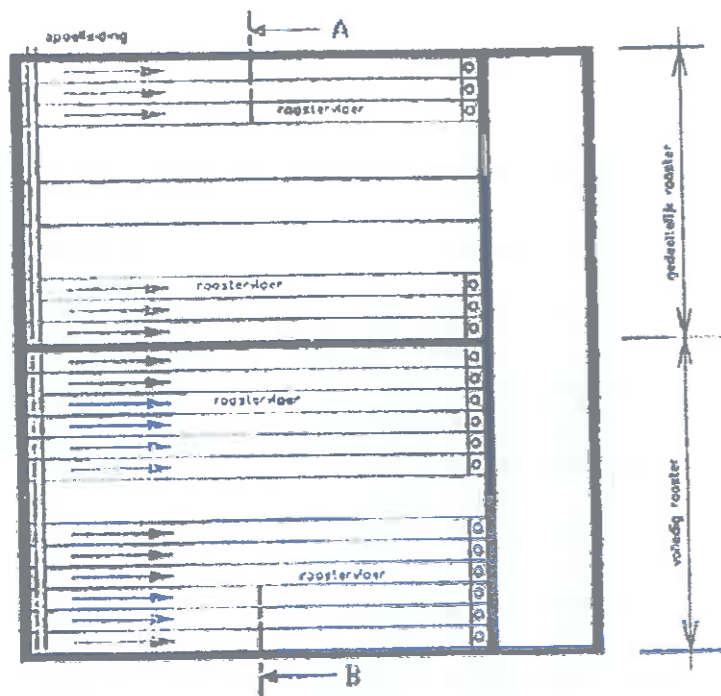 spoelleiding
A
roostervloer
gedeeltelijk rooster
roostervloer
roostervloer
volledig rooster
roostervloer
B